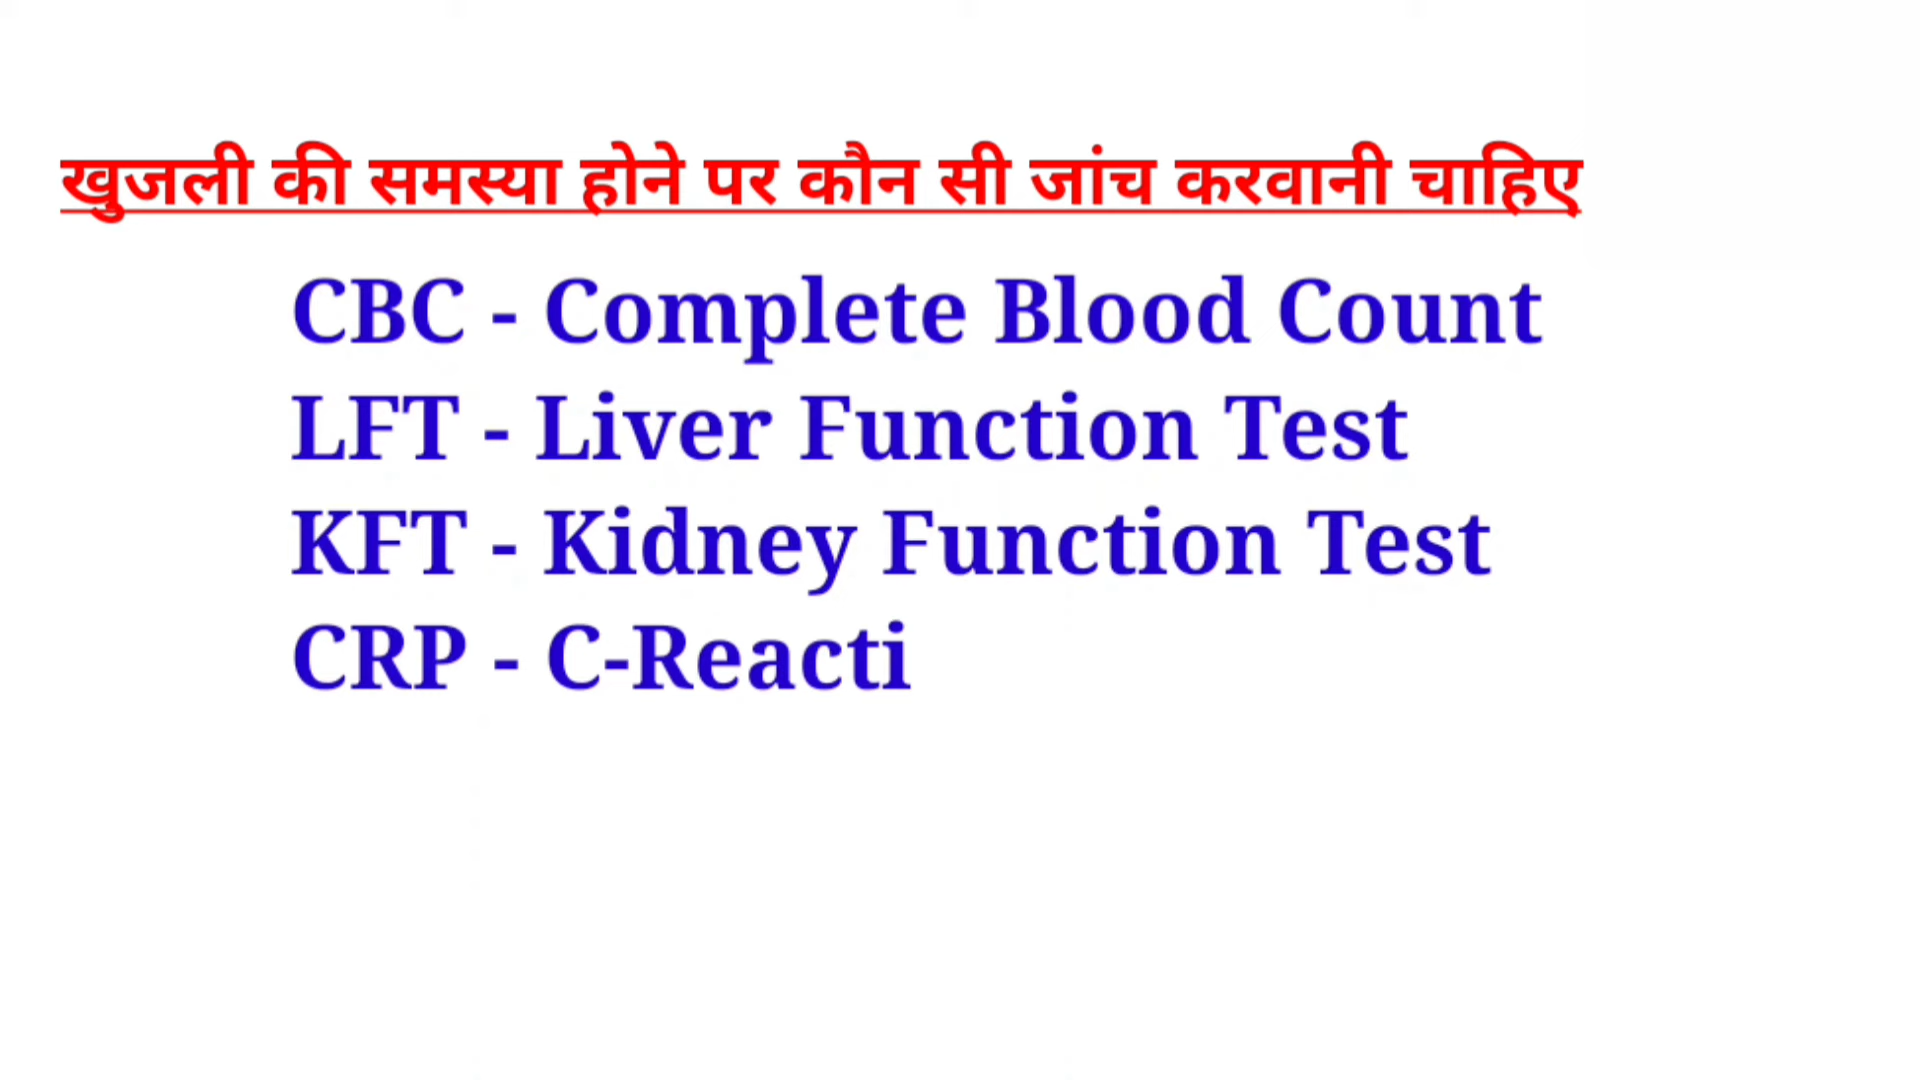 खुजली की समस्या होने पर कौन सी जांच करवानी चाहिए
CBC - Complete Blood Count
LFT - Liver Function Test
KFT - Kidney Function Test
CRP - C-Reacti